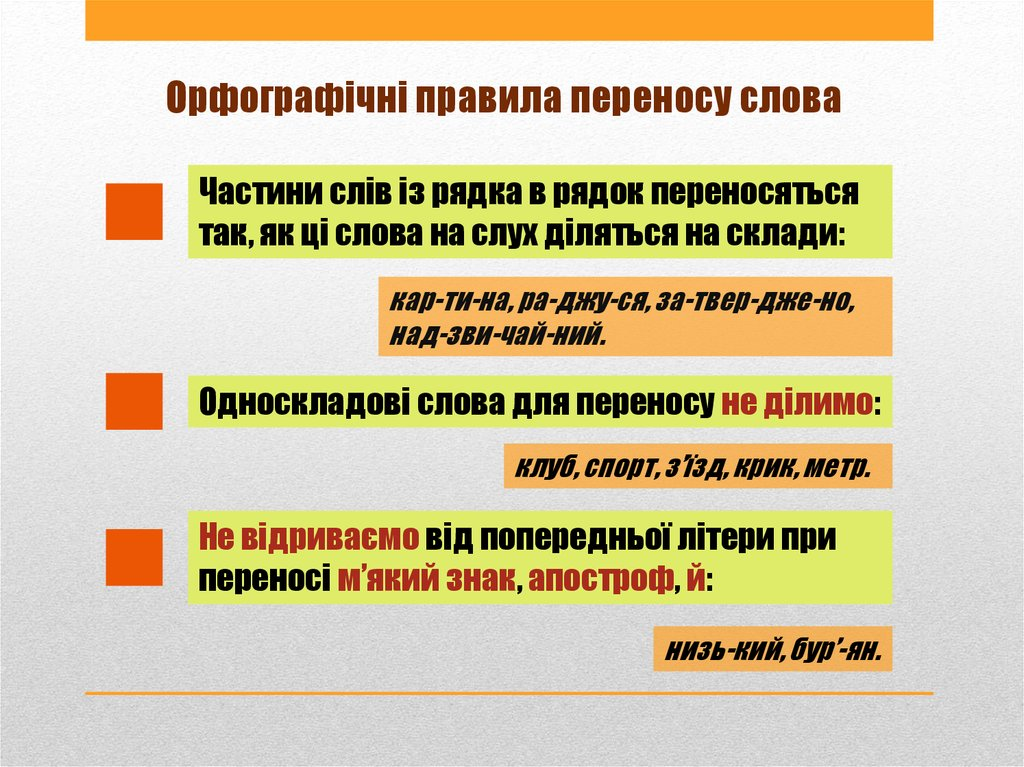 Орфографічні правила переносу слова
Частини слів із рядка в рядок переносяться
так, як ці слова на слух діляться на склади:
кар-ти-на, ра-джу-ся, за-твер-дже-но,
над-зви-чай-ний.
Односкладові слова для переносу не ділимо:
клуб, спорт, з’їзд, крик, метр.
Не відриваємо від попередньої літери при
переносі м’який знак, апостроф, й:
низь-кий, бур’-ян.